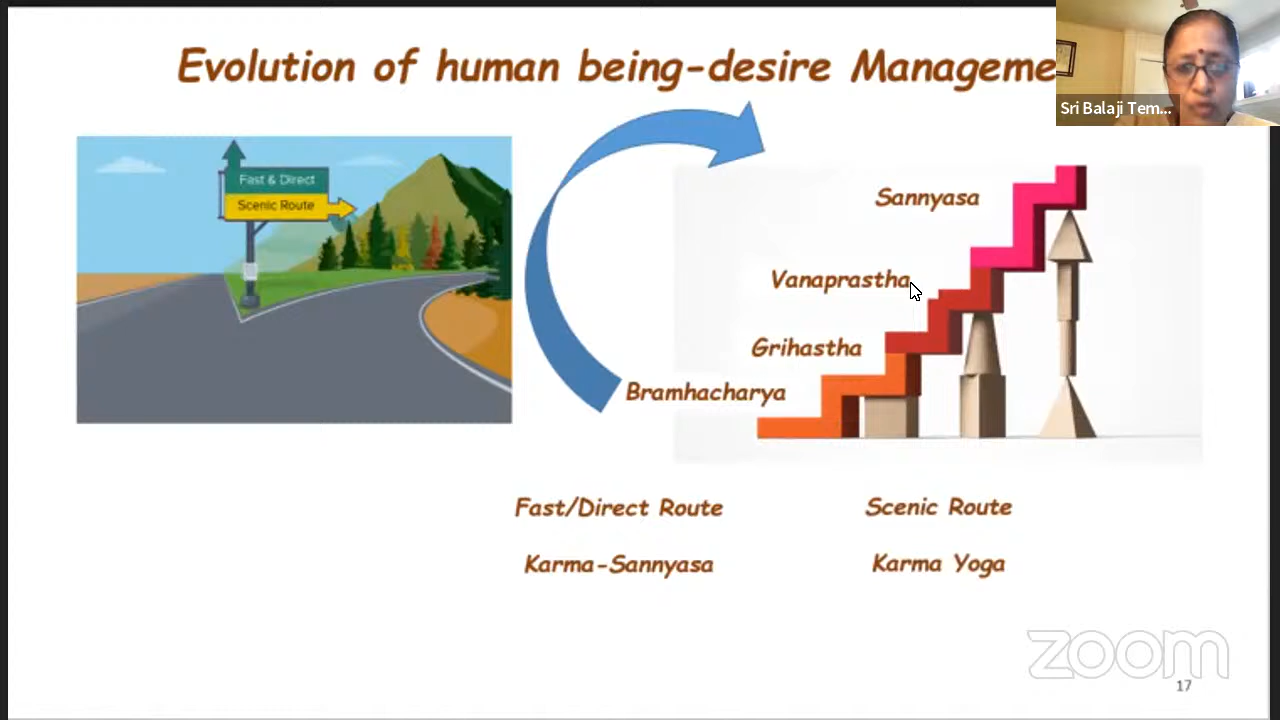 Evolution of human being-desire Manageme
Sri Balaji Tem...
Fast & Direct
Scenic Route
Sannyasa
Vanaprastha
Grihastha
Bramhacharya
Fast/Direct Route
Scenic Route
Karma-Sannyasa
Karma Yoga
zoom
17